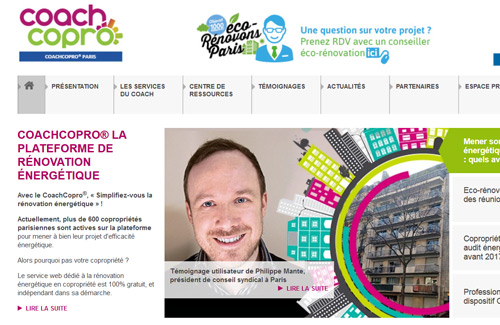 coach
copro
COACHCOPRO® PARIS
éco-
Rénovons
Paris
Une question sur votre projet ?
Prenez RDV avec un conseiller
éco-rénovation ici
PRÉSENTATION
LES SERVICES
DU COACH
CENTRE DE
RESSOURCES
TÉMOIGNAGES
ACTUALITÉS
PARTENAIRES
ESPACE PR
COACHCOPRO® LA
PLATEFORME DE
RÉNOVATION
ÉNERGÉTIQUE
Avec le CoachCopro®, « Simplifiez-vous la
rénovation énergétique » !
Actuellement, plus de 600 copropriétés
parisiennes sont actives sur la plateforme
pour mener à bien leur projet d'efficacité
énergétique.
Alors pourquoi pas votre copropriété ?
Le service web dédié à la rénovation
énergétique en copropriété est 100% gratuit, et
indépendant dans sa démarche.
LIRE LA SUITE
Témoignage utilisateur de Philippe Mante,
président de conseil syndical à Paris
LIRE LA SUITE
Mener son
énergétique
: quels av
Eco-rénov
des réunio
Copropriét
audit éner
avant 2017
Profession
dispositif C